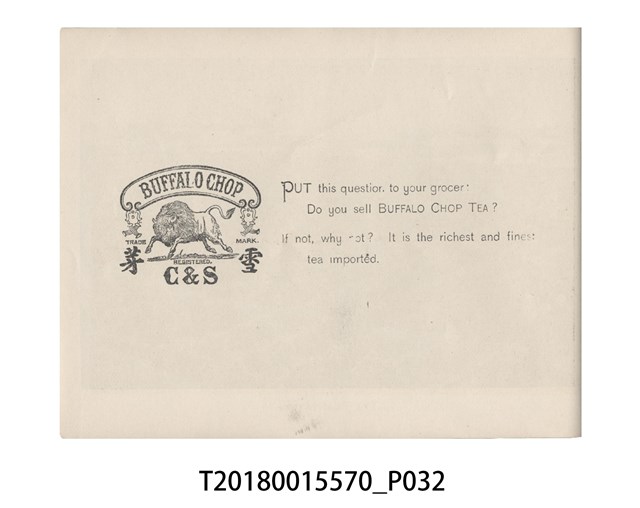 BUFFALO CHOP
TRADE MARK.
REGISTERED.
芽 雪
C & S
PUT this question to your grocer:
Do you sell BUFFALO CHOP TEA?
If not, why not? It is the richest and finest
tea imported.
T20180015570_P032